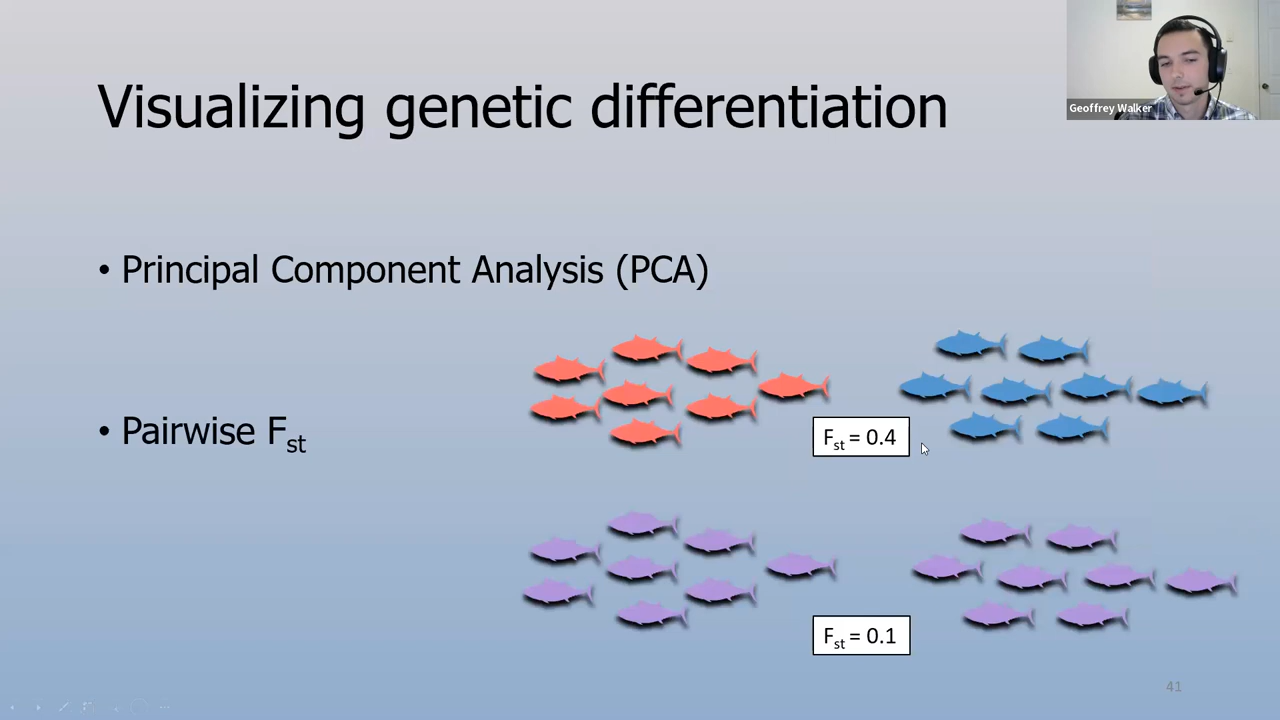 Visualizing genetic differentiation
Geoffrey Walker
• Principal Component Analysis (PCA)
• Pairwise Fst
Fst = 0.4
Fst = 0.1
41